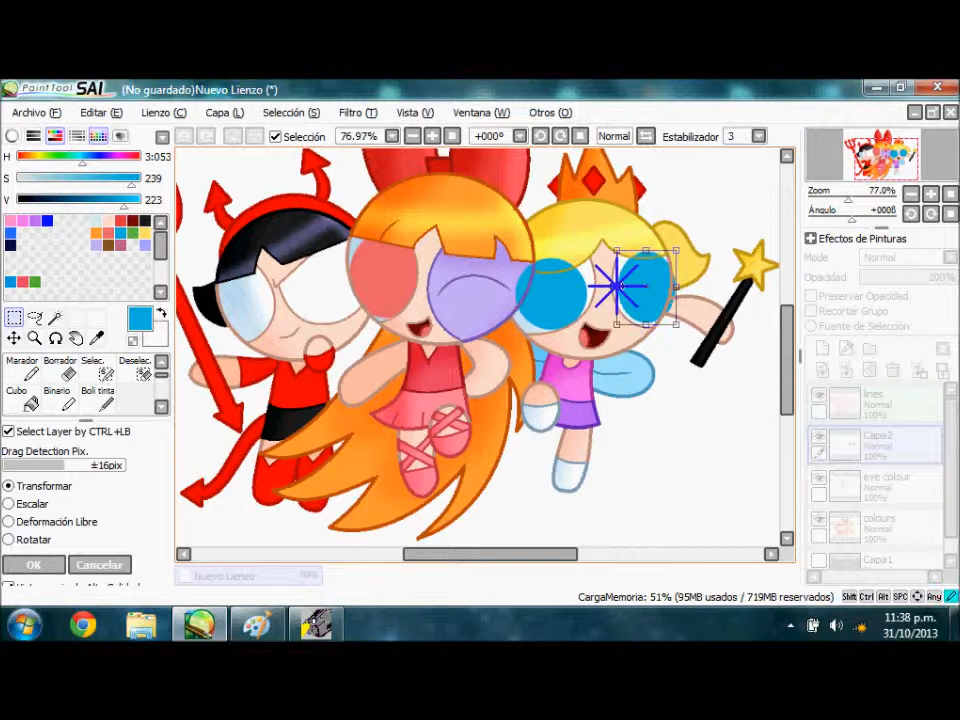 PaintTool SAI (No guardado)Nuevo Lienzo (*)
Archivo (F) Editar (E) Lienzo (C) Capa (L) Selección (S) Filtro (T) Vista (V) Ventana (W) Otros (O)
Selección 76.97% +000° Normal Estabilizador 3
H 3:053
S 239
V 223
Zoom 77.0%
Ángulo +000ß
Efectos de Pinturas
Mode Normal
Opacidad 100%
Preservar Opacidad
Recortar Grupo
Fuente de Selección
Marador Borrador Selec. Deselec.
Cubo Binario Boli tinta
Select Layer by CTRL+LB
Drag Detection Pix.
±16pix
Transformar
Escalar
Deformación Libre
Rotatar
OK Cancelar
lines
Normal
100%
Capa2
Normal
100%
eye colour
Normal
100%
colours
Normal
100%
Capa1
Nuevo Lienzo
CargaMemoria: 51% (95MB usados / 719MB reservados) Shift Ctrl Alt SPC Any
11:38 p.m.
31/10/2013